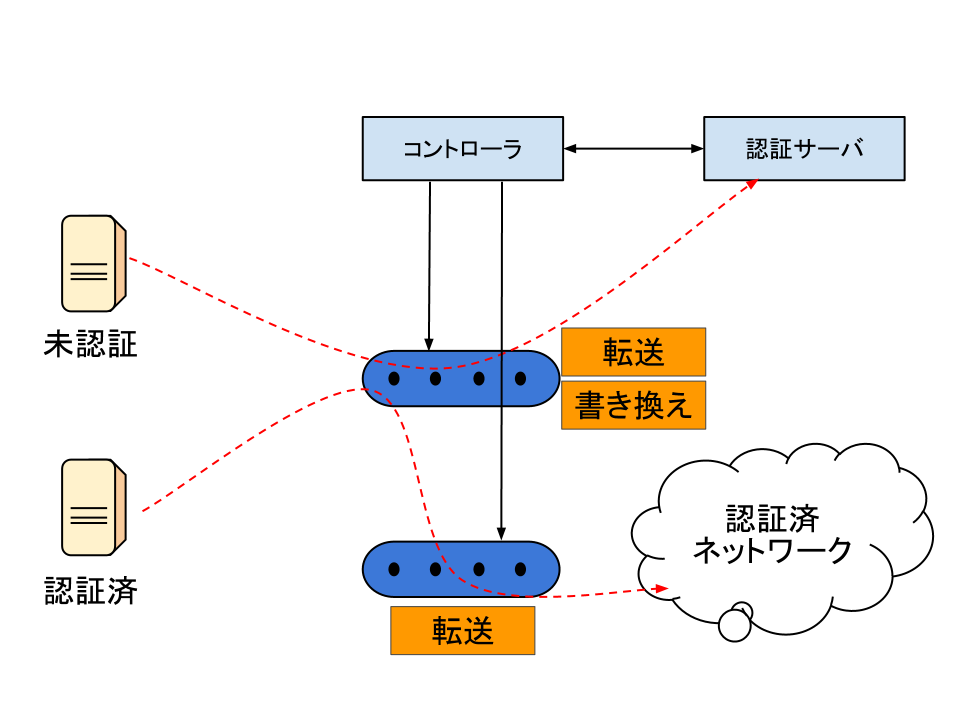 コントローラ
認証サーバ
未認証
転送
書き換え
認証済
ネットワーク
認証済
転送